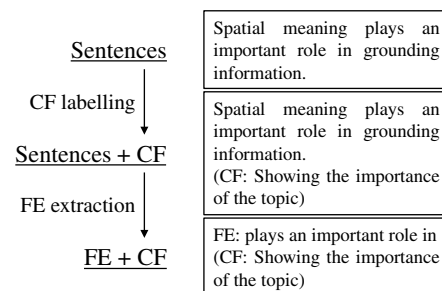 Sentences
Spatial meaning plays an
important role in grounding
information.
CF labelling
Sentences + CF
Spatial meaning plays an
important role in grounding
information.
(CF: Showing the importance
of the topic)
FE extraction
FE + CF
FE: plays an important role in
(CF: Showing the importance
of the topic)